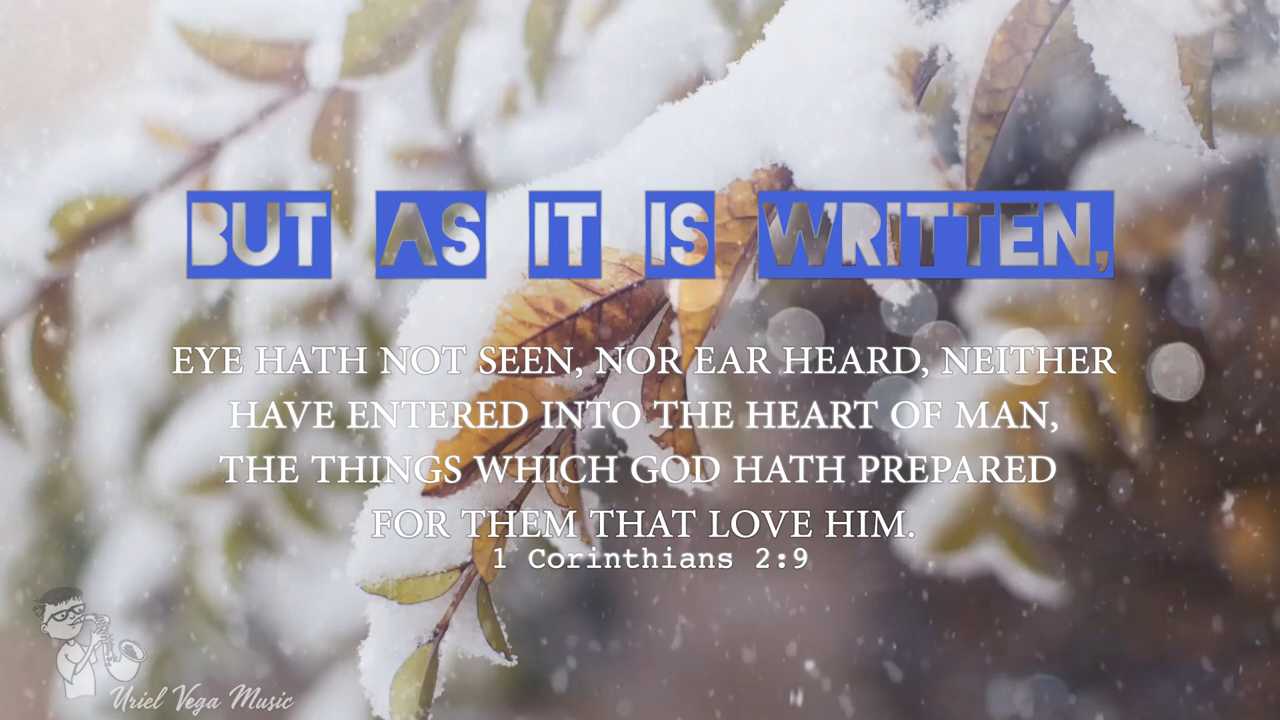 BUT AS IT IS WRITTEN,
EYE HATH NOT SEEN, NOR EAR HEARD, NEITHER
HAVE ENTERED INTO THE HEART OF MAN,
THE THINGS WHICH GOD HATH PREPARED
FOR THEM THAT LOVE HIM.
1 Corinthians 2:9
Uriel Vega Music